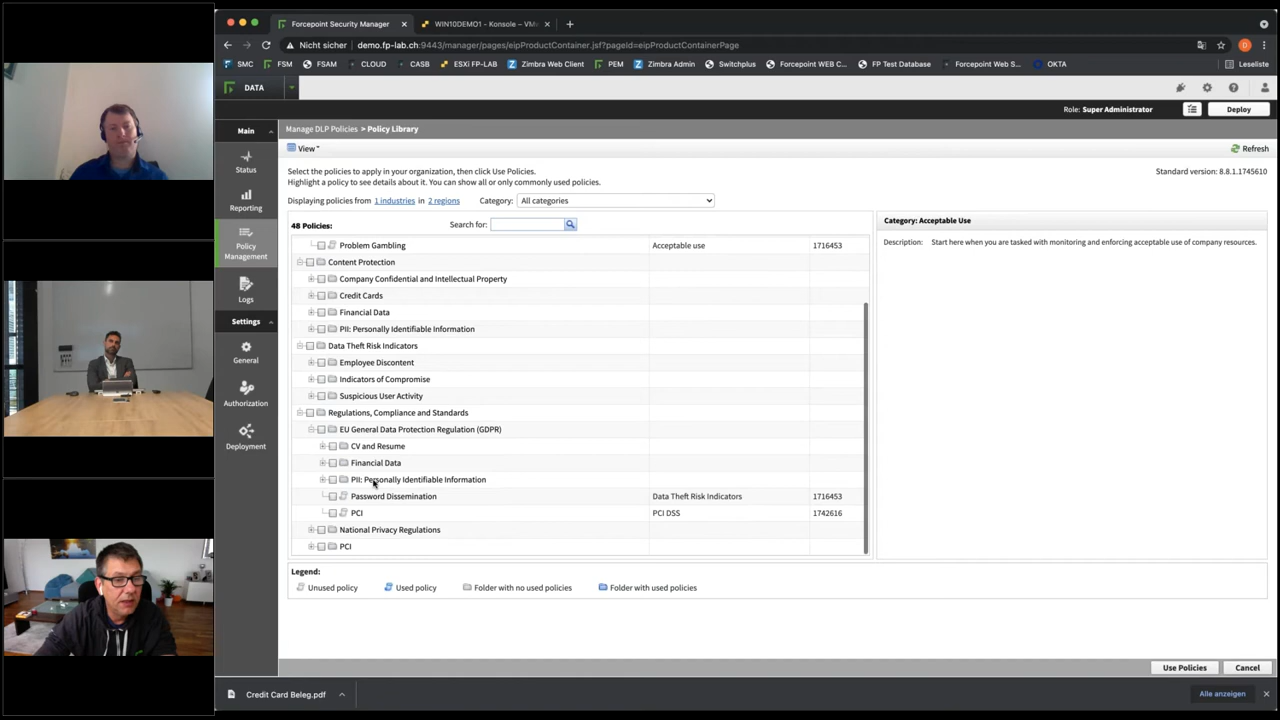 Forcepoint Security Manager
WIN10DEMO1 - Konsole – VMv
Nicht sicher demo.fp-lab.ch:9443/manager/pages/eipProductContainer.jsf?pageId=eipProductContainerPage
SMC FSM FSAM CLOUD CASB ESXi FP-LAB Zimbra Web Client PEM Zimbra Admin Switchplus Forcepoint WEB C... FP Test Database Forcepoint Web S... OKTA Leseliste
DATA
Role: Super Administrator Deploy
Main
Status
Reporting
Policy Management
Logs
Settings
General
Authorization
Deployment
Manage DLP Policies > Policy Library
View
Refresh
Select the policies to apply in your organization, then click Use Policies.
Highlight a policy to see details about it. You can show all or only commonly used policies.
Standard version: 8.8.1.1745610
Displaying policies from 1 industries in 2 regions Category: All categories
48 Policies: Search for:
Problem Gambling Acceptable use 1716453
Content Protection
Company Confidential and Intellectual Property
Credit Cards
Financial Data
PII: Personally Identifiable Information
Data Theft Risk Indicators
Employee Discontent
Indicators of Compromise
Suspicious User Activity
Regulations, Compliance and Standards
EU General Data Protection Regulation (GDPR)
CV and Resume
Financial Data
PII: Personally Identifiable Information
Password Dissemination Data Theft Risk Indicators 1716453
PCI PCI DSS 1742616
National Privacy Regulations
PCI
Category: Acceptable Use
Description: Start here when you are tasked with monitoring and enforcing acceptable use of company resources.
Legend:
Unused policy Used policy Folder with no used policies Folder with used policies
Use Policies Cancel
Credit Card Beleg.pdf
Alle anzeigen